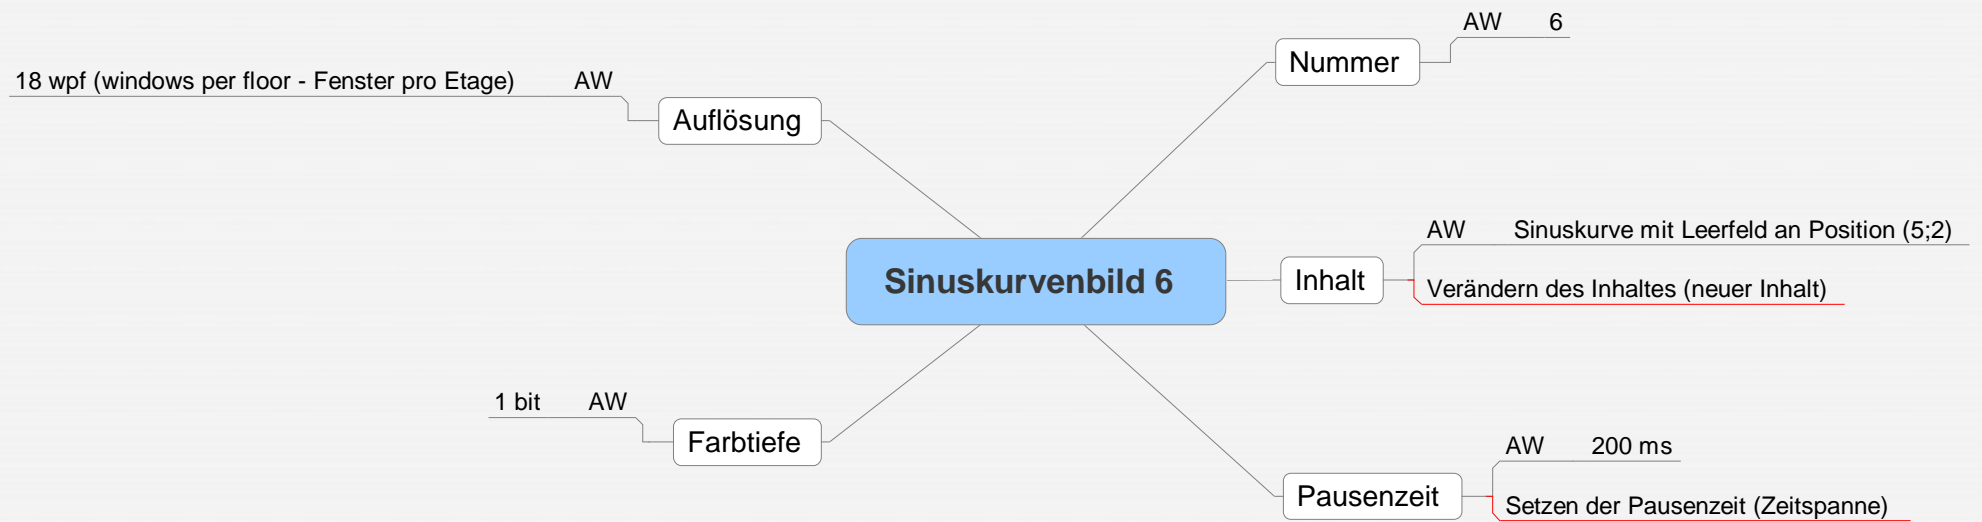 AW 6
Nummer
18 wpf (windows per floor - Fenster pro Etage) AW
Auflösung
AW Sinuskurve mit Leerfeld an Position (5;2)
Sinuskurvenbild 6
Inhalt
Verändern des Inhaltes (neuer Inhalt)
1 bit AW
Farbtiefe
AW 200 ms
Pausenzeit
Setzen der Pausenzeit (Zeitspanne)